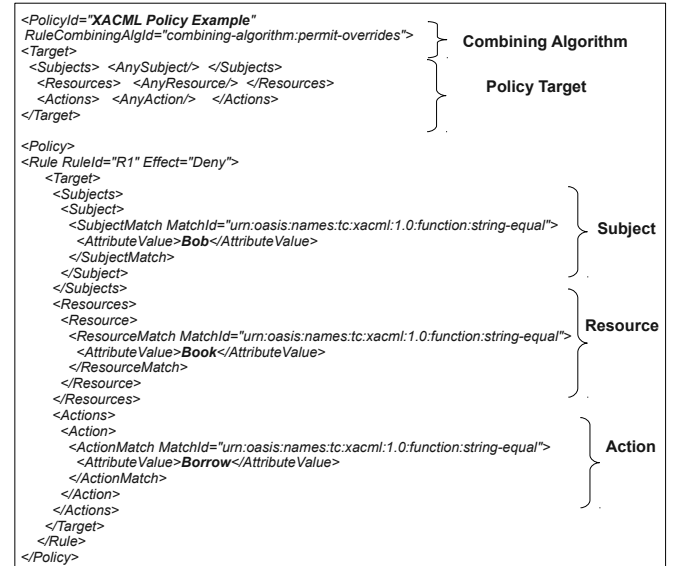 <PolicyId="XACML Policy Example"
RuleCombiningAlgId="combining-algorithm:permit-overrides">
Combining Algorithm
<Target>
<Subjects> <AnySubject/> </Subjects>
<Resources> <AnyResource/> </Resources>
Policy Target
<Actions> <AnyAction/> </Actions>
</Target>
<Policy>
<Rule RuleId="R1" Effect="Deny">
<Target>
<Subjects>
<Subject>
<SubjectMatch MatchId="urn:oasis:names:tc:xacml:1.0:function:string-equal">
Subject
<AttributeValue>Bob</AttributeValue>
</SubjectMatch>
</Subject>
</Subjects>
<Resources>
<Resource>
Resource
<ResourceMatch MatchId="urn:oasis:names:tc:xacml:1.0:function:string-equal">
<AttributeValue>Book</AttributeValue>
</ResourceMatch>
</Resource>
</Resources>
<Actions>
<Action>
<ActionMatch MatchId="urn:oasis:names:tc:xacml:1.0:function:string-equal">
Action
<AttributeValue>Borrow</AttributeValue>
</ActionMatch>
</Action>
</Actions>
</Target>
</Rule>
</Policy>